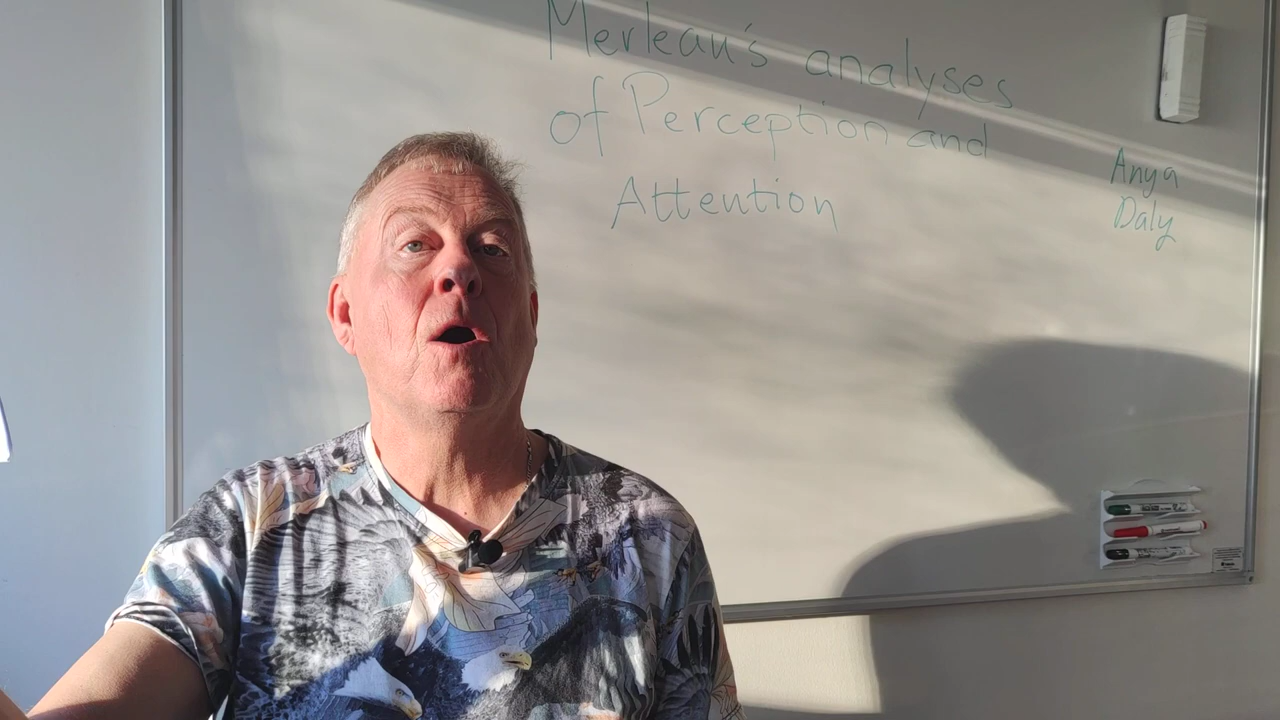 Merleau's analyses
of Perception and
Attention
Anya
Daly